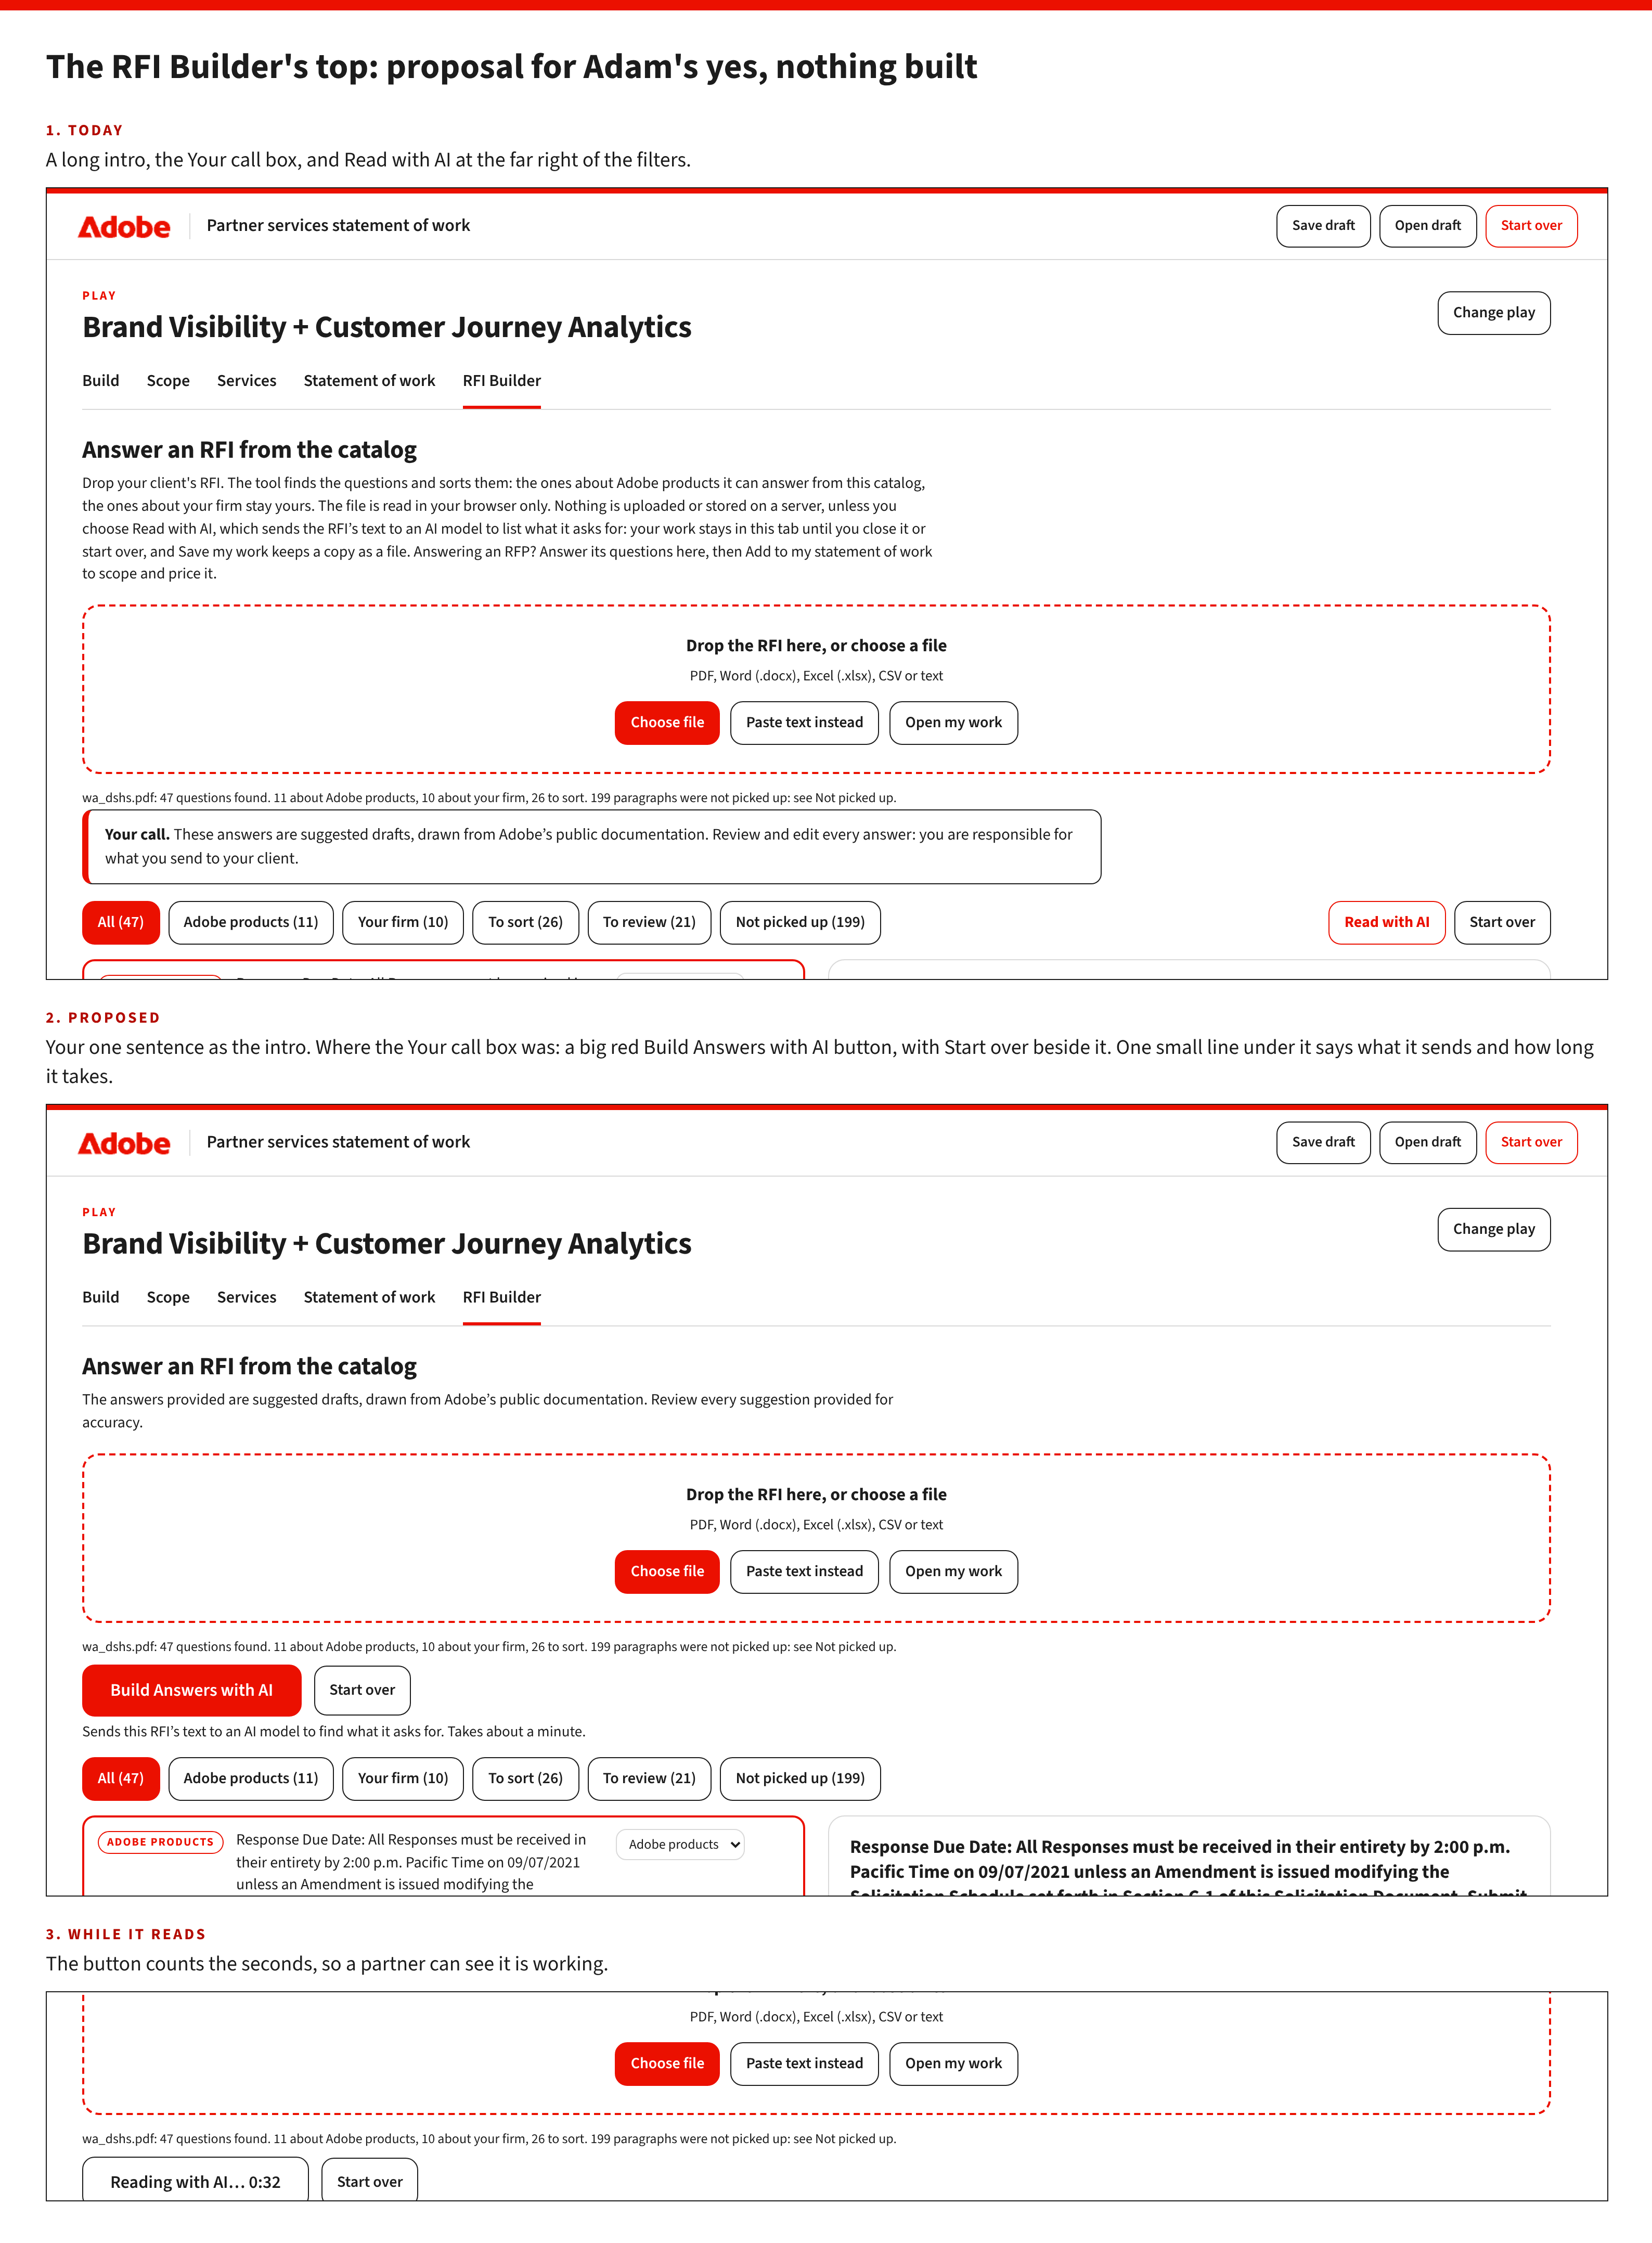 The RFI Builder's top: proposal for Adam's yes, nothing built
1. TODAY
A long intro, the Your call box, and Read with AI at the far right of the filters.
Adobe
Partner services statement of work
Save draft
Open draft
Start over
PLAY
Brand Visibility + Customer Journey Analytics
Change play
Build
Scope
Services
Statement of work
RFI Builder
Answer an RFI from the catalog
Drop your client's RFI. The tool finds the questions and sorts them: the ones about Adobe products it can answer from this catalog,
the ones about your firm stay yours. The file is read in your browser only. Nothing is uploaded or stored on a server, unless you
choose Read with AI, which sends the RFI’s text to an AI model to list what it asks for: your work stays in this tab until you close it or
start over, and Save my work keeps a copy as a file. Answering an RFP? Answer its questions here, then Add to my statement of work
to scope and price it.
Drop the RFI here, or choose a file
PDF, Word (.docx), Excel (.xlsx), CSV or text
Choose file
Paste text instead
Open my work
wa_dshs.pdf: 47 questions found. 11 about Adobe products, 10 about your firm, 26 to sort. 199 paragraphs were not picked up: see Not picked up.
Your call. These answers are suggested drafts, drawn from Adobe’s public documentation. Review and edit every answer: you are responsible for
what you send to your client.
All (47)
Adobe products (11)
Your firm (10)
To sort (26)
To review (21)
Not picked up (199)
Read with AI
Start over
2. PROPOSED
Your one sentence as the intro. Where the Your call box was: a big red Build Answers with AI button, with Start over beside it. One small line under it says what it sends and how long
it takes.
Adobe
Partner services statement of work
Save draft
Open draft
Start over
PLAY
Brand Visibility + Customer Journey Analytics
Change play
Build
Scope
Services
Statement of work
RFI Builder
Answer an RFI from the catalog
The answers provided are suggested drafts, drawn from Adobe’s public documentation. Review every suggestion provided for
accuracy.
Drop the RFI here, or choose a file
PDF, Word (.docx), Excel (.xlsx), CSV or text
Choose file
Paste text instead
Open my work
wa_dshs.pdf: 47 questions found. 11 about Adobe products, 10 about your firm, 26 to sort. 199 paragraphs were not picked up: see Not picked up.
Build Answers with AI
Start over
Sends this RFI’s text to an AI model to find what it asks for. Takes about a minute.
All (47)
Adobe products (11)
Your firm (10)
To sort (26)
To review (21)
Not picked up (199)
ADOBE PRODUCTS
Response Due Date: All Responses must be received in
their entirety by 2:00 p.m. Pacific Time on 09/07/2021
unless an Amendment is issued modifying the
Adobe products
Response Due Date: All Responses must be received in their entirety by 2:00 p.m.
Pacific Time on 09/07/2021 unless an Amendment is issued modifying the
Solicitation Schedule set forth in Section C.1 of this Solicitation Document. Submit
3. WHILE IT READS
The button counts the seconds, so a partner can see it is working.
PDF, Word (.docx), Excel (.xlsx), CSV or text
Choose file
Paste text instead
Open my work
wa_dshs.pdf: 47 questions found. 11 about Adobe products, 10 about your firm, 26 to sort. 199 paragraphs were not picked up: see Not picked up.
Reading with AI… 0:32
Start over